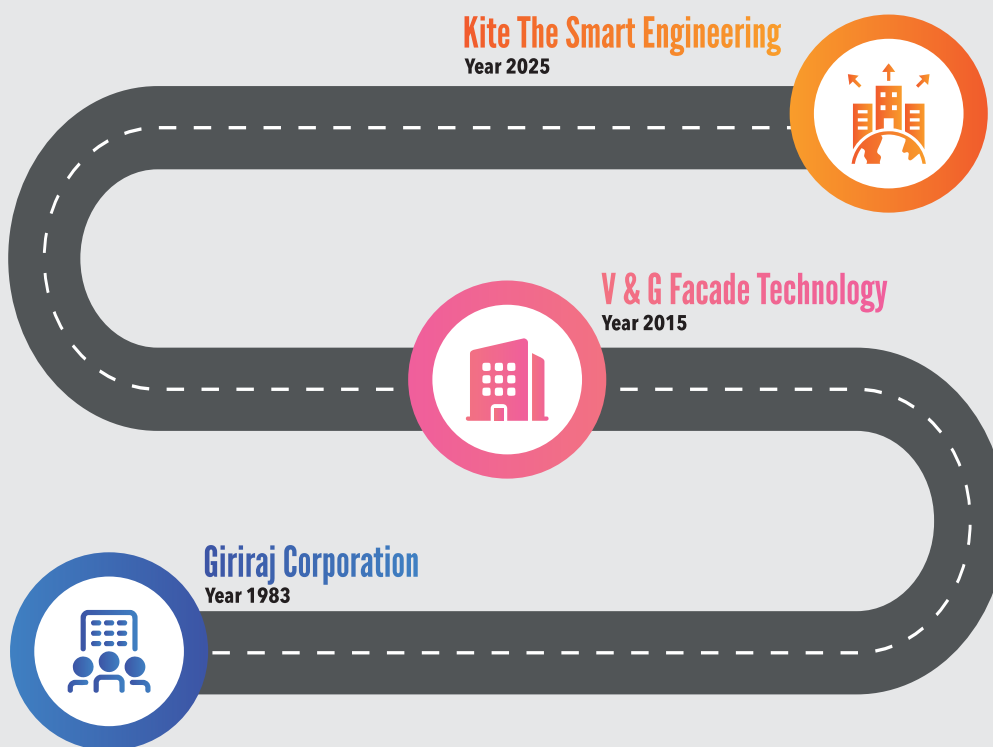 Kite The Smart Engineering
Year 2025
V & G Facade Technology
Year 2015
Giriraj Corporation
Year 1983